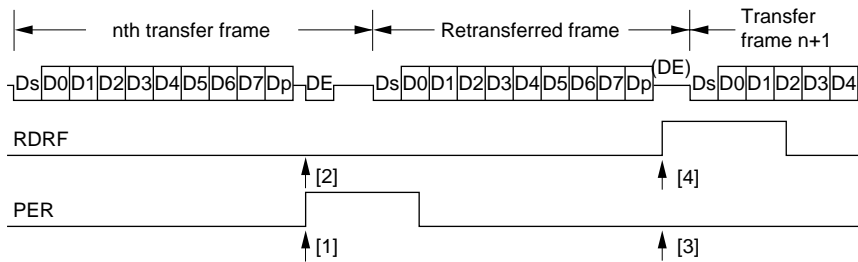 nth transfer frame Retransferred frame Transfer
frame n+1
(DE)
Ds D0 D1 D2 D3 D4 D5 D6 D7 Dp DE Ds D0 D1 D2 D3 D4 D5 D6 D7 Dp Ds D0 D1 D2 D3 D4
RDRF
[2] [4]
PER
[1] [3]